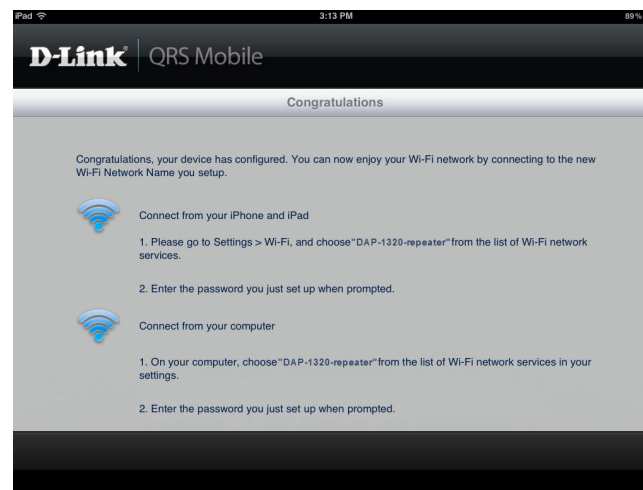 iPad 3:13 PM 89%
D-Link® QRS Mobile
Congratulations
Congratulations, your device has configured. You can now enjoy your Wi-Fi network by connecting to the new
Wi-Fi Network Name you setup.
Connect from your iPhone and iPad
1. Please go to Settings > Wi-Fi, and choose"DAP-1320-repeater"from the list of Wi-Fi network
services.
2. Enter the password you just set up when prompted.
Connect from your computer
1. On your computer, choose"DAP-1320-repeater"from the list of Wi-Fi network services in your
settings.
2. Enter the password you just set up when prompted.